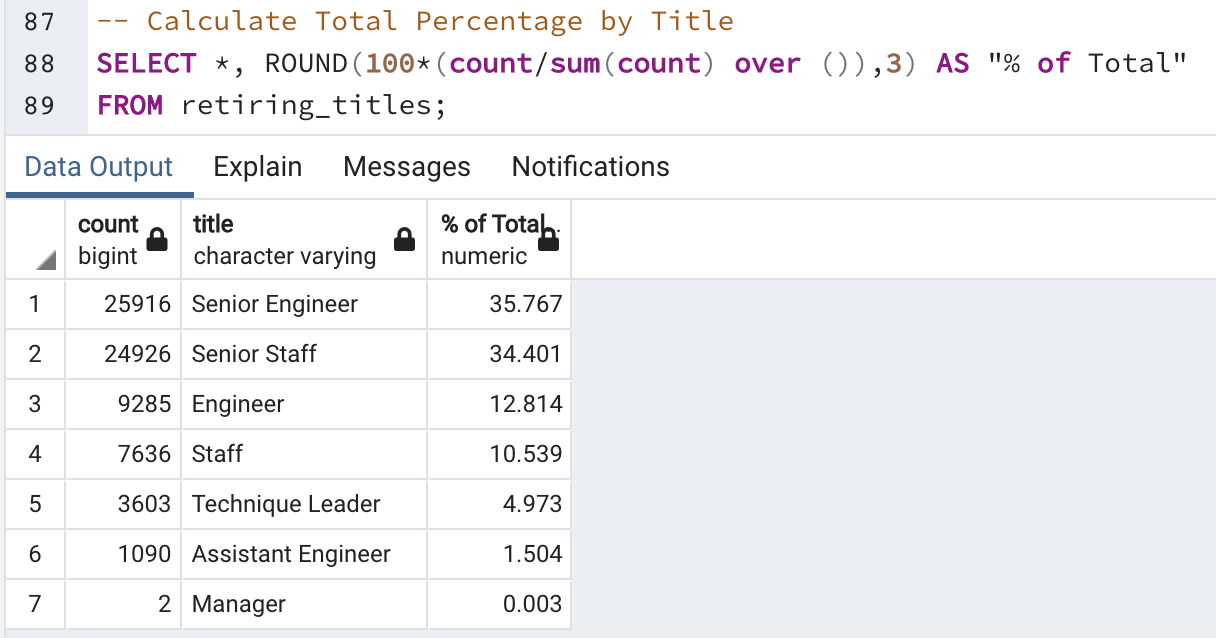 87 -- Calculate Total Percentage by Title
88 SELECT *, ROUND(100*(count/sum(count) over ()),3) AS "% of Total"
89 FROM retiring_titles;
Data Output Explain Messages Notifications
count title % of Total..
bigint character varying numeric
1 25916 Senior Engineer 35.767
2 24926 Senior Staff 34.401
3 9285 Engineer 12.814
4 7636 Staff 10.539
5 3603 Technique Leader 4.973
6 1090 Assistant Engineer 1.504
7 2 Manager 0.003